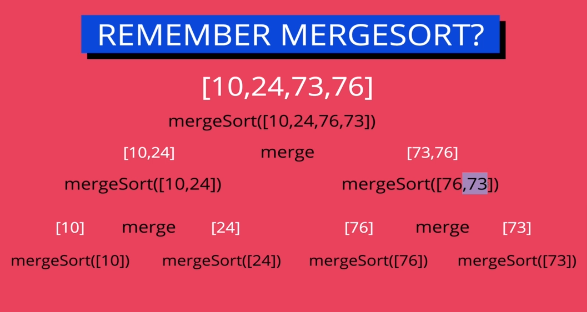 REMEMBER MERGESORT?
[10,24,73,76]
mergeSort([10,24,76,73])
[10,24] merge [73,76]
mergeSort([10,24]) mergeSort([76,73])
[10] merge [24] [76] merge [73]
mergeSort([10]) mergeSort([24]) mergeSort([76]) mergeSort([73])